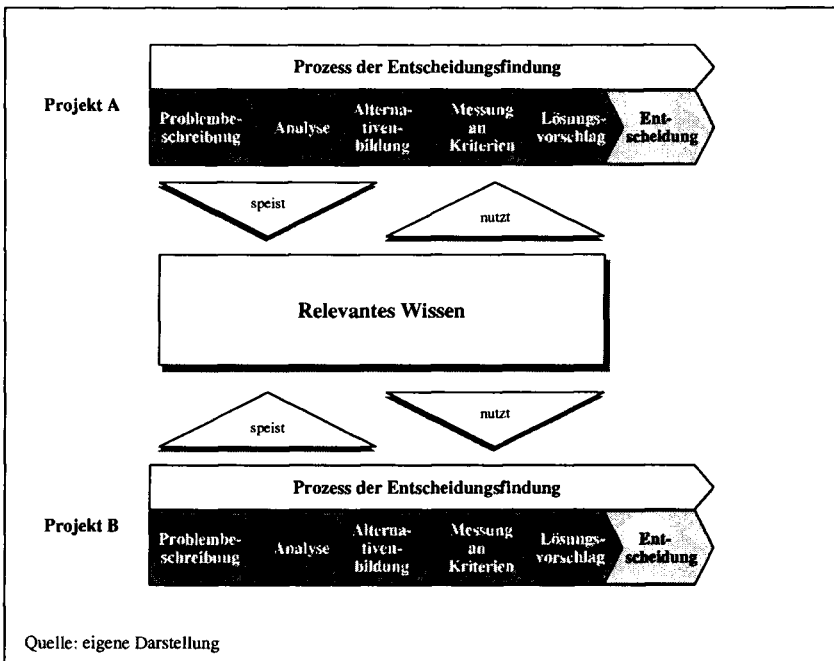 Prozess der Entscheidungsfindung
Projekt A
Problembe-
schreibung
Analyse
Alterna-
tiven-
bildung
Messung
an
Kriterien
Lösungs-
vorschlag
Ent-
scheidung
speist
nutzt
Relevantes Wissen
speist
nutzt
Prozess der Entscheidungsfindung
Projekt B
Problembe-
schreibung
Analyse
Alterna-
tiven-
bildung
Messung
an
Kriterien
Lösungs-
vorschlag
Ent-
scheidung
Quelle: eigene Darstellung